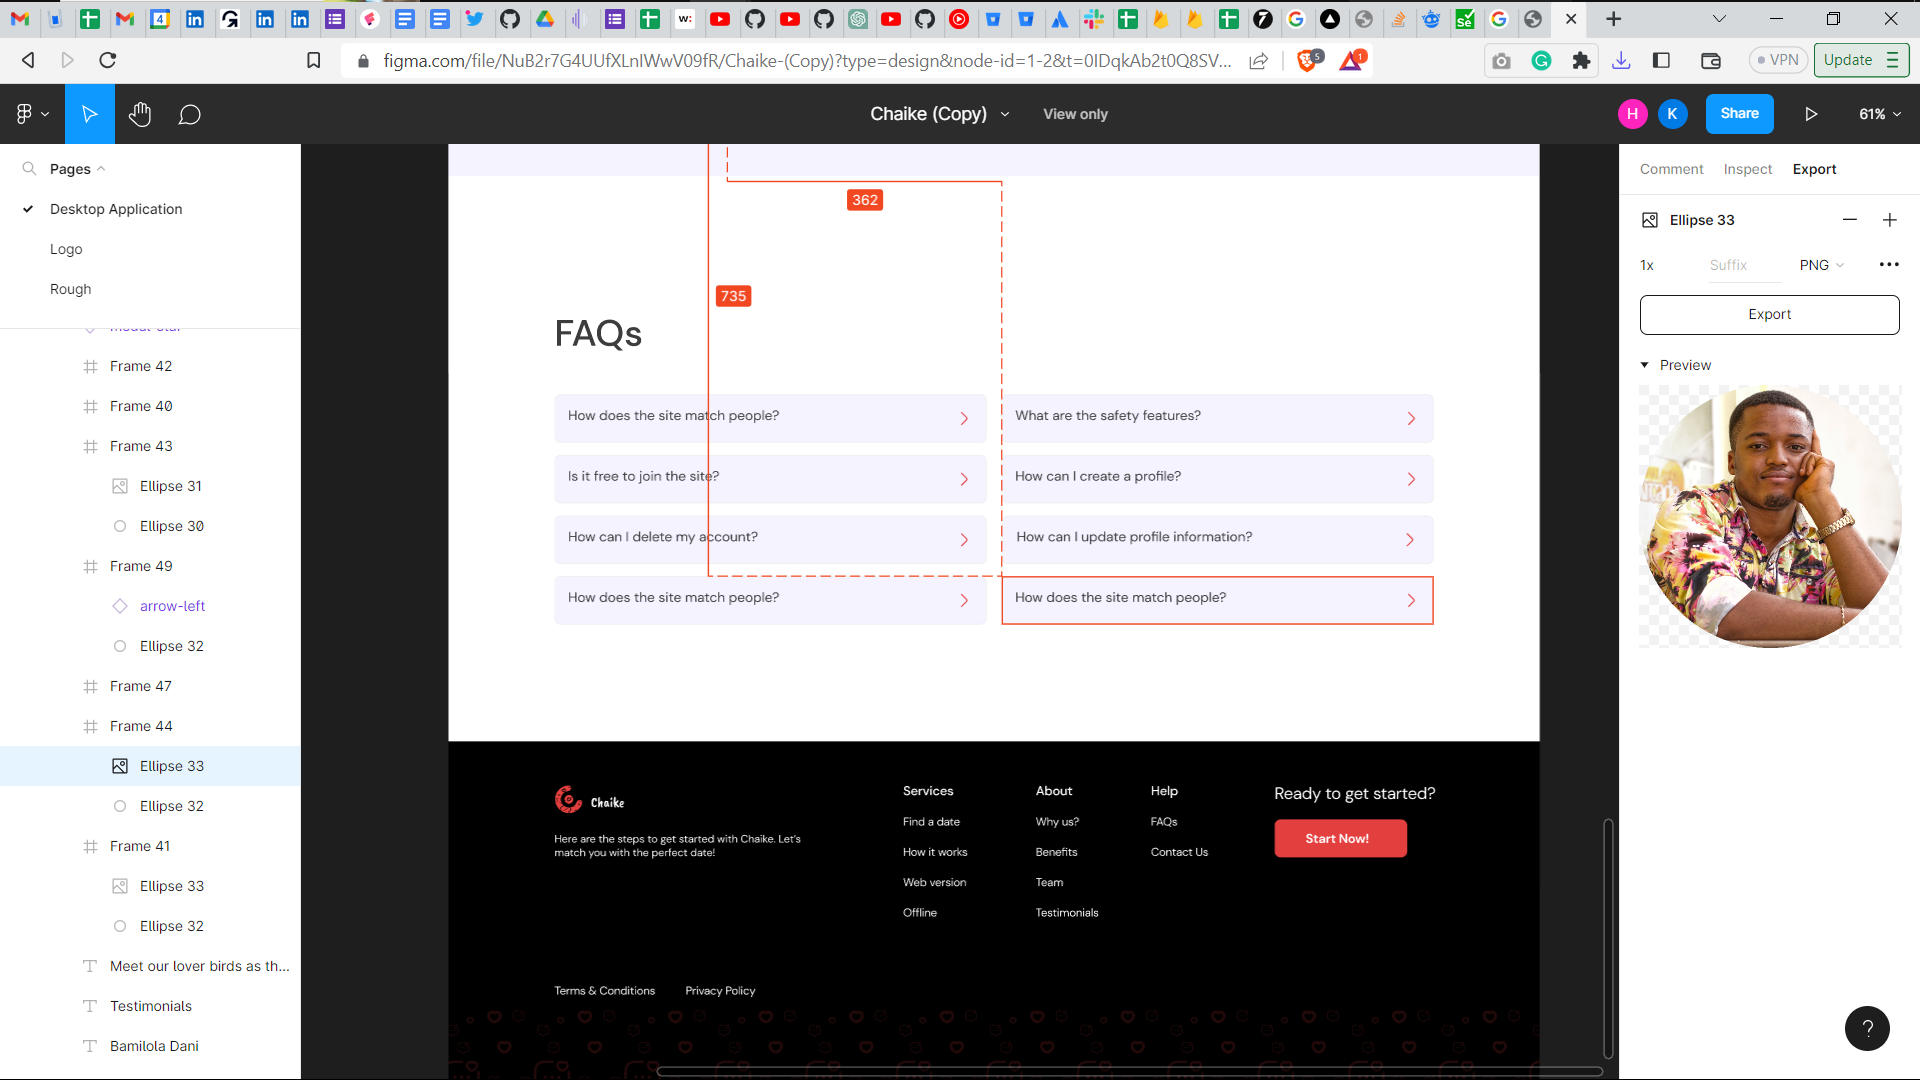 4
w:
7
Se
figma.com/file/NuB2r7G4UUfXLnIWwV09fR/Chaike-(Copy)?type=design&node-id=1-2&t=0IDqkAb2t0Q8SV...
5
1
VPN
Update
Chaike (Copy)
View only
H
K
Share
61%
Pages
Desktop Application
Logo
Rough
Frame 42
Frame 40
Frame 43
Ellipse 31
Ellipse 30
Frame 49
arrow-left
Ellipse 32
Frame 47
Frame 44
Ellipse 33
Ellipse 32
Frame 41
Ellipse 33
Ellipse 32
Meet our lover birds as th...
Testimonials
Bamilola Dani
362
735
FAQs
How does the site match people?
What are the safety features?
Is it free to join the site?
How can I create a profile?
How can I delete my account?
How can I update profile information?
How does the site match people?
How does the site match people?
Chaike
Here are the steps to get started with Chaike. Let's
match you with the perfect date!
Services
Find a date
How it works
Web version
Offline
About
Why us?
Benefits
Team
Testimonials
Help
FAQs
Contact Us
Ready to get started?
Start Now!
Terms & Conditions
Privacy Policy
Comment
Inspect
Export
Ellipse 33
1x
Suffix
PNG
Export
Preview
?